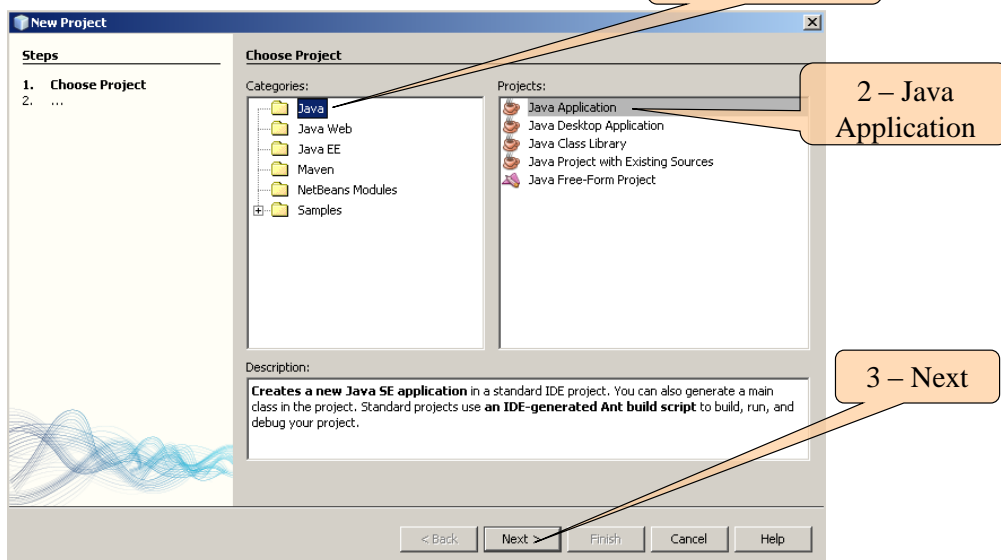 New Project
Steps
1. Choose Project
2. ...
Choose Project
Categories:
Java
Java Web
Java EE
Maven
NetBeans Modules
Samples
Projects:
Java Application
Java Desktop Application
Java Class Library
Java Project with Existing Sources
Java Free-Form Project
2 – Java
Application
Description:
Creates a new Java SE application in a standard IDE project. You can also generate a main
class in the project. Standard projects use an IDE-generated Ant build script to build, run, and
debug your project.
3 – Next
< Back
Next >
Finish
Cancel
Help